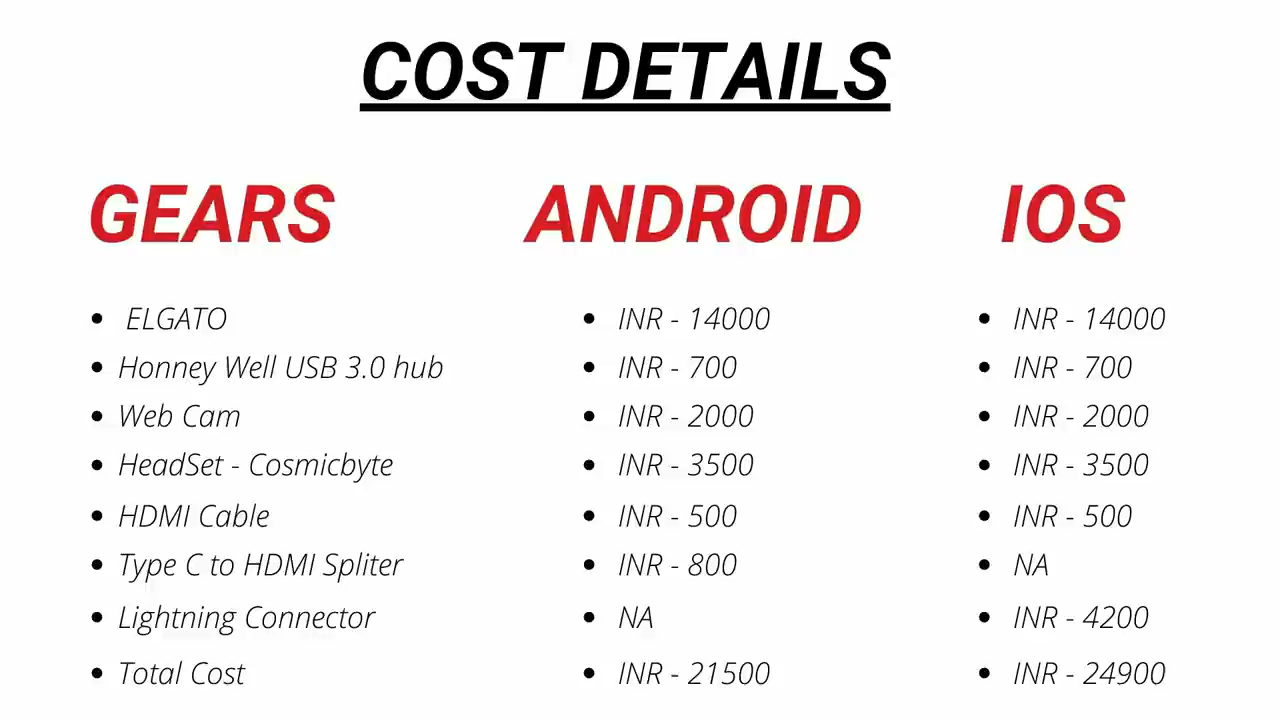 COST DETAILS
GEARS ANDROID IOS
• ELGATO • INR - 14000 • INR - 14000
• Honney Well USB 3.0 hub • INR - 700 • INR - 700
• Web Cam • INR - 2000 • INR - 2000
• HeadSet - Cosmicbyte • INR - 3500 • INR - 3500
• HDMI Cable • INR - 500 • INR - 500
• Type C to HDMI Spliter • INR - 800 • NA
• Lightning Connector • NA • INR - 4200
• Total Cost • INR - 21500 • INR - 24900